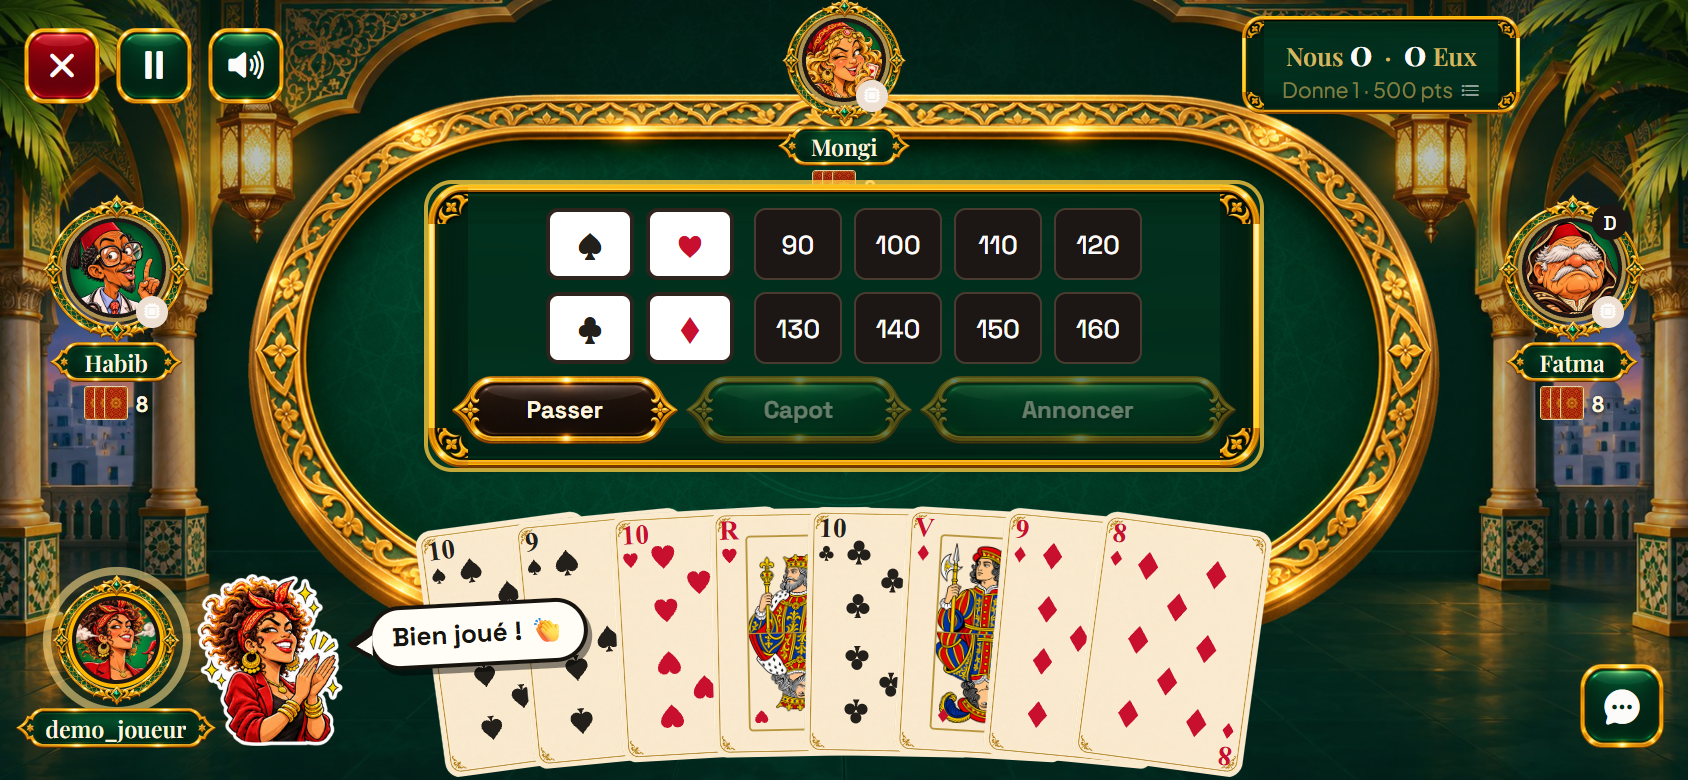 Nous 0 · 0 Eux
Donne 1 · 500 pts
Mongi
D
90 100 110 120
130 140 150 160
Habib
8
Fatma
8
Passer Capot Annoncer
10 9 10 R 10 V 9 8
Bien joué ! 👏
demo_joueur
8